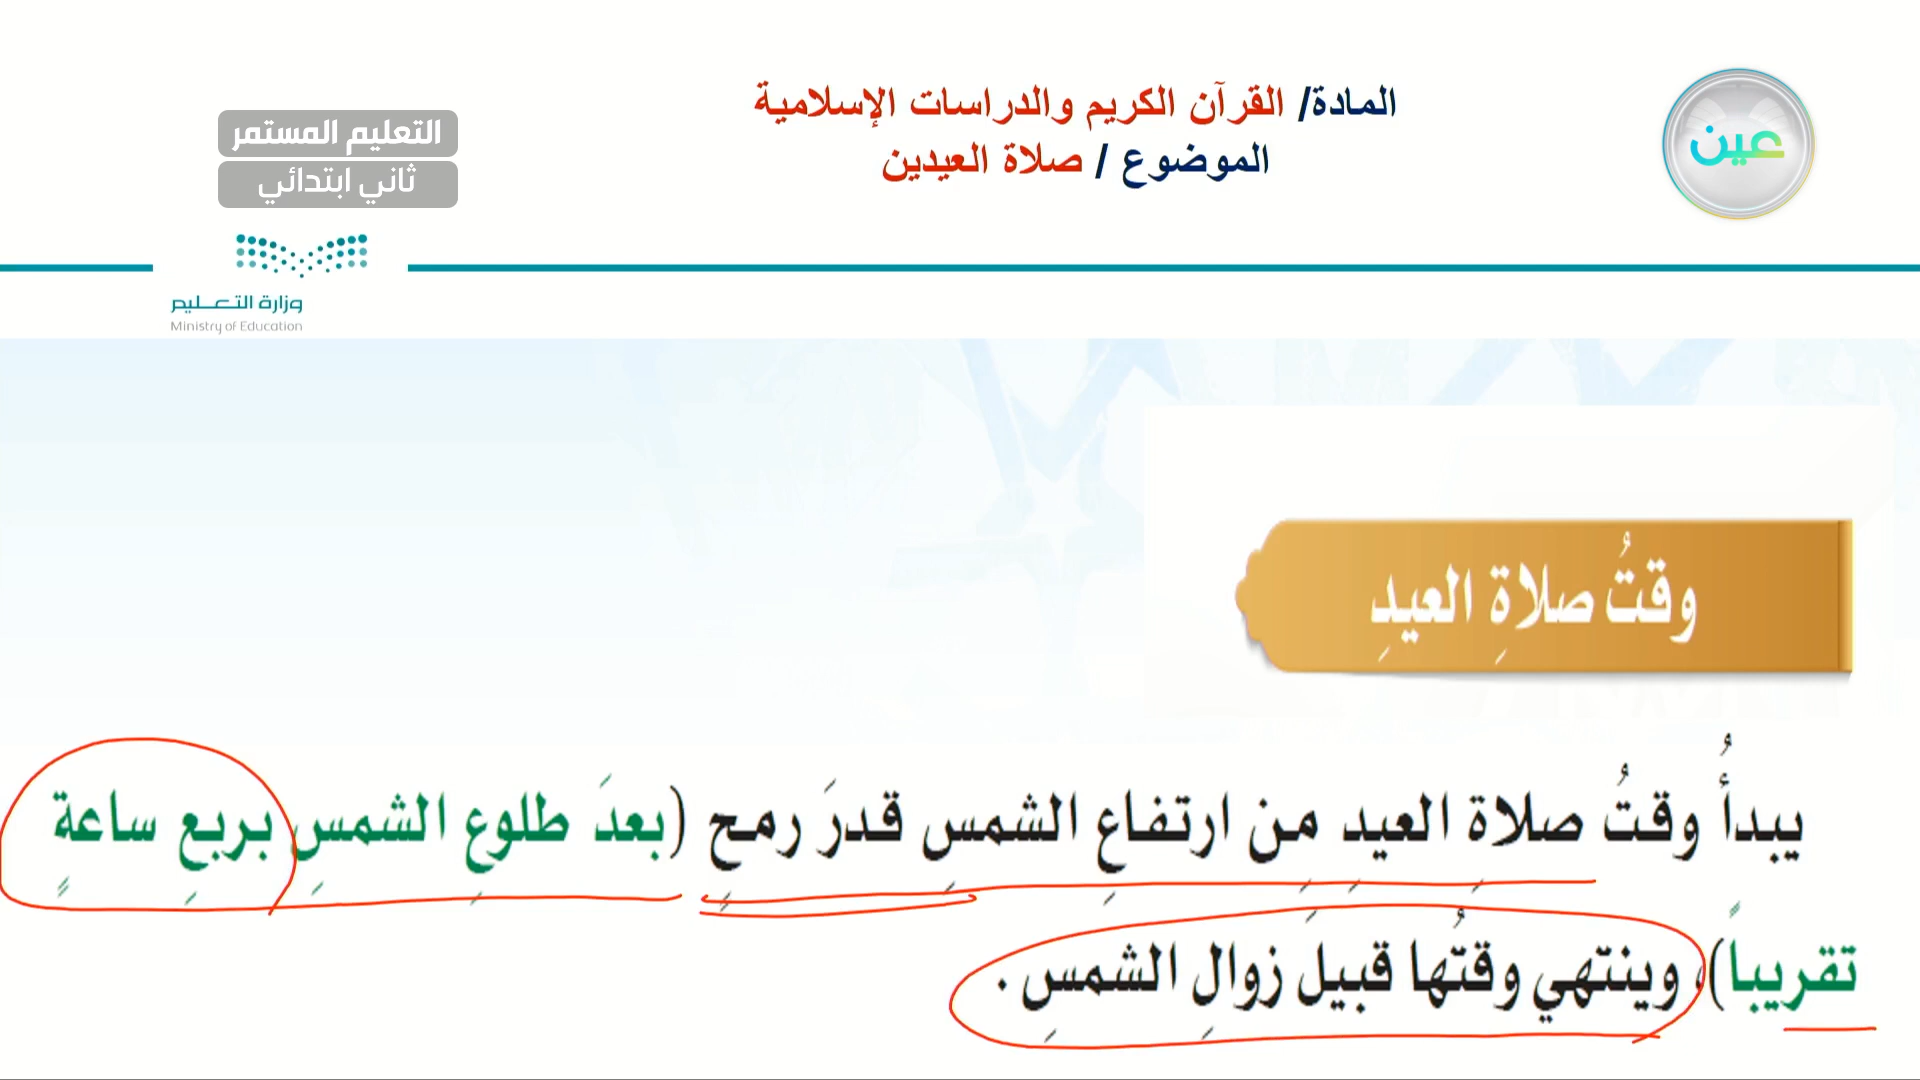 المادة/ القرآن الكريم والدراسات الإسلامية
الموضوع / صلاة العيدين
عين
التعليم المستمر
ثاني ابتدائي
وزارة التـعـليم
Ministry of Education
وقتُ صلاةِ العيدِ
يبدأُ وقتُ صلاةِ العيدِ مِن ارتفاعِ الشمسِ قدرَ رمحٍ (بعدَ طلوعِ الشمسِ بربعِ ساعةٍ
تقريباً)، وينتهي وقتُها قبيلَ زوالِ الشمسِ .